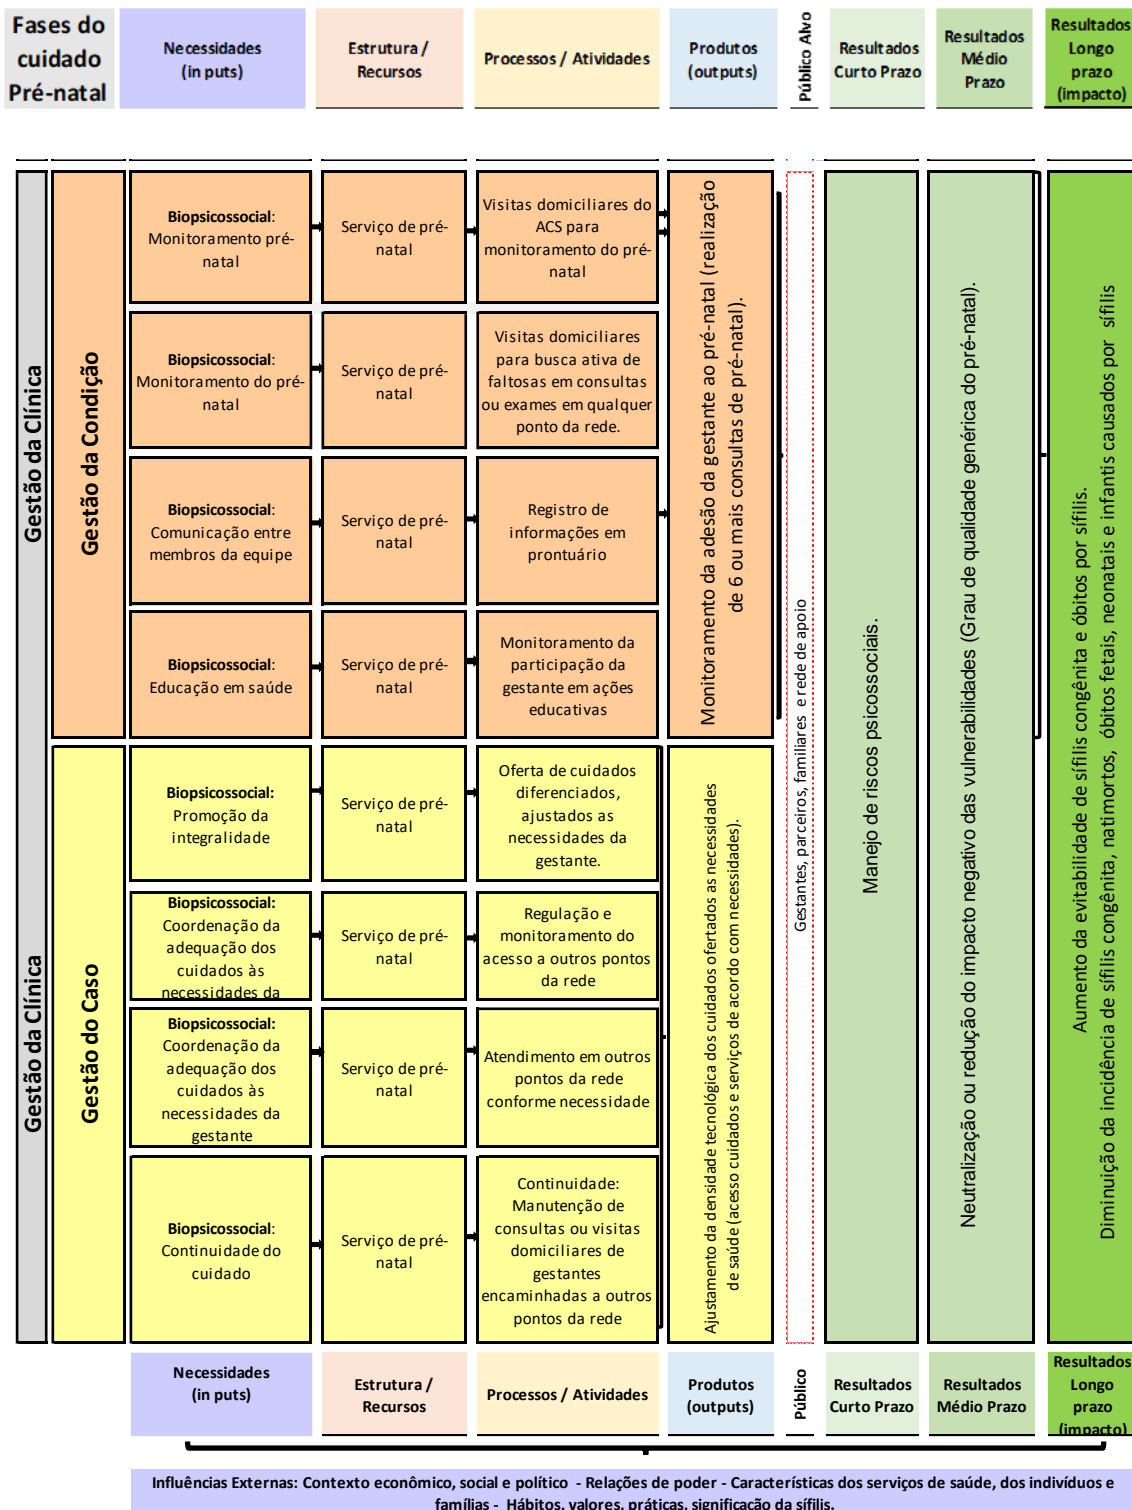 Fases do
cuidado
Pré-natal
Necessidades
(in puts)
Estrutura /
Recursos
Processos / Atividades
Produtos
(outputs)
Público Alvo
Resultados
Curto Prazo
Resultados
Médio
Prazo
Resultados
Longo
prazo
(impacto)
Gestão da Clínica
Gestão da Condição
Biopsicossocial:
Monitoramento pré-
natal
Serviço de pré-
natal
Visitas domiciliares do
ACS para
monitoramento do pré-
natal
Biopsicossocial:
Monitoramento do pré-
natal
Serviço de pré-
natal
Visitas domiciliares
para busca ativa de
faltosas em consultas
ou exames em qualquer
ponto da rede.
Biopsicossocial:
Comunicação entre
membros da equipe
Serviço de pré-
natal
Registro de
informações em
prontuário
Biopsicossocial:
Educação em saúde
Serviço de pré-
natal
Monitoramento da
participação da
gestante em ações
educativas
Monitoramento da adesão da gestante ao pré-natal (realização
de 6 ou mais consultas de pré-natal).
Gestão da Clínica
Gestão do Caso
Biopsicossocial:
Promoção da
integralidade
Serviço de pré-
natal
Oferta de cuidados
diferenciados,
ajustados as
necessidades da
gestante.
Biopsicossocial:
Coordenação da
adequação dos
cuidados às
necessidades da
Serviço de pré-
natal
Regulação e
monitoramento do
acesso a outros pontos
da rede
Biopsicossocial:
Coordenação da
adequação dos
cuidados às
necessidades da
gestante
Serviço de pré-
natal
Atendimento em outros
pontos da rede
conforme necessidade
Biopsicossocial:
Continuidade do
cuidado
Serviço de pré-
natal
Continuidade:
Manutenção de
consultas ou visitas
domiciliares de
gestantes
encaminhadas a outros
pontos da rede
Ajustamento da densidade tecnológica dos cuidados ofertados as necessidades
de saúde (acesso cuidados e serviços de acordo com necessidades).
Gestantes, parceiros, familiares e rede de apoio
Manejo de riscos psicossociais.
Neutralização ou redução do impacto negativo das vulnerabilidades (Grau de qualidade genérica do pré-natal).
Aumento da evitabilidade de sífilis congênita e óbitos por sífilis.
Diminuição da incidência de sífilis congênita, natimortos, óbitos fetais, neonatais e infantis causados por sífilis
Necessidades
(in puts)
Estrutura /
Recursos
Processos / Atividades
Produtos
(outputs)
Público
Resultados
Curto Prazo
Resultados
Médio Prazo
Resultados
Longo
prazo
(impacto)
Influências Externas: Contexto econômico, social e político - Relações de poder - Características dos serviços de saúde, dos indivíduos e
famílias - Hábitos, valores, práticas, significação da sífilis.